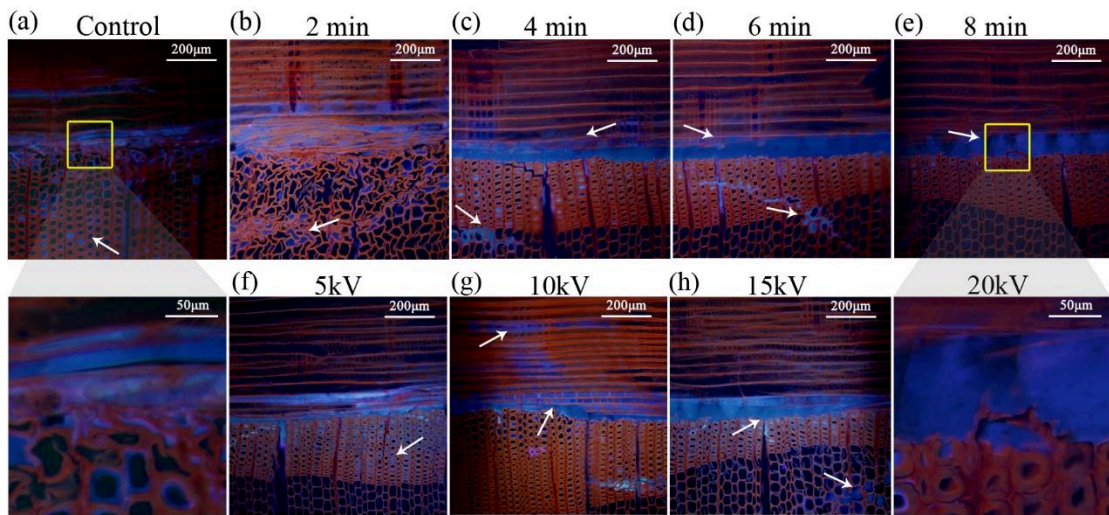 (a) Control
200μm
(b) 2 min
200μm
(c) 4 min
200μm
(d) 6 min
200μm
(e) 8 min
200μm
50μm
(f) 5kV
200μm
(g) 10kV
200μm
(h) 15kV
200μm
20kV
50μm